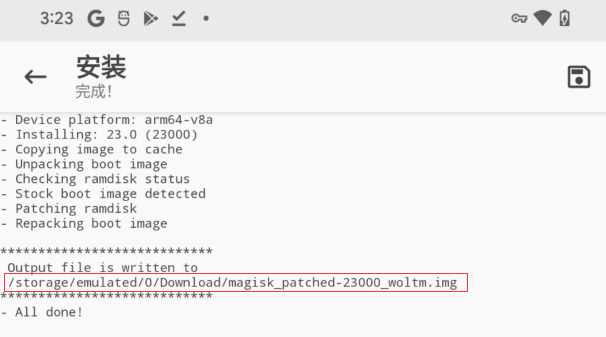 3:23
安装
完成！
- Device platform: arm64-v8a
- Installing: 23.0 (23000)
- Copying image to cache
- Unpacking boot image
- Checking ramdisk status
- Stock boot image detected
- Patching ramdisk
- Repacking boot image
****************************
Output file is written to
/storage/emulated/0/Download/magisk_patched-23000_woltm.img
****************************
- All done!